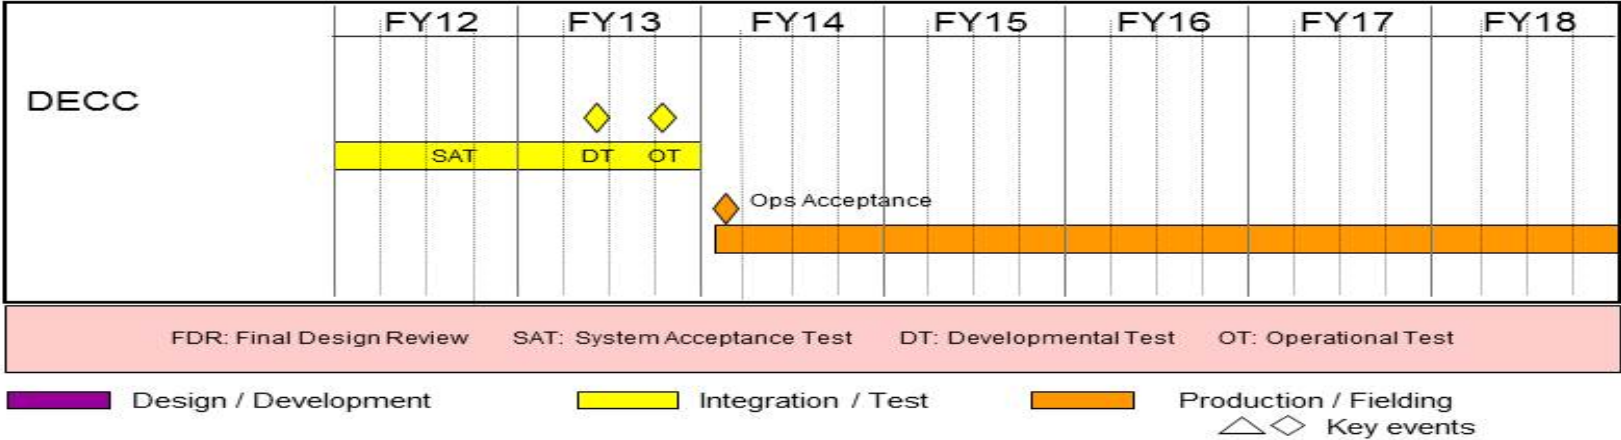 FY12 FY13 FY14 FY15 FY16 FY17 FY18
DECC
SAT DT OT
Ops Acceptance
FDR: Final Design Review SAT: System Acceptance Test DT: Developmental Test OT: Operational Test
Design / Development Integration / Test Production / Fielding
Key events